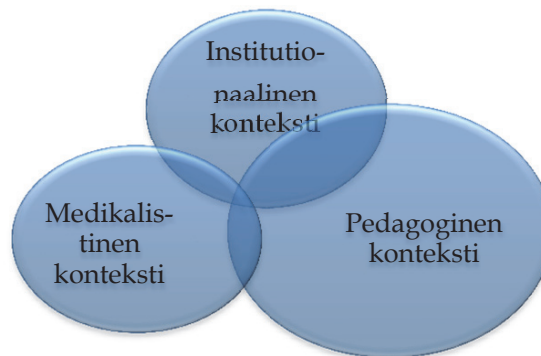 Institutio-
naalinen
konteksti
Medikalis-
tinen
konteksti
Pedagoginen
konteksti